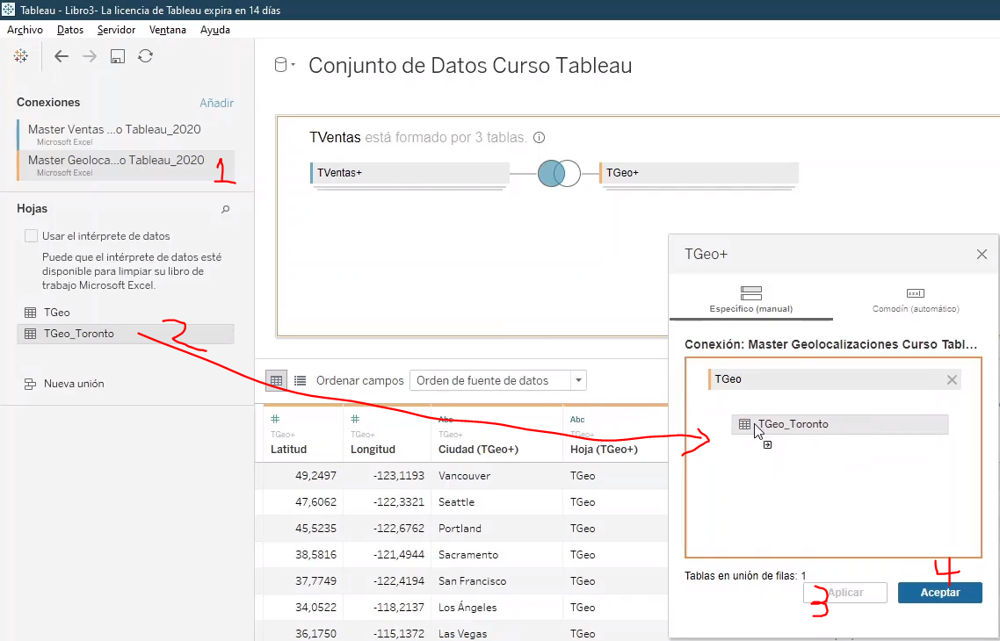 Tableau - Libro3- La licencia de Tableau expira en 14 días
Archivo Datos Servidor Ventana Ayuda
Conjunto de Datos Curso Tableau
Conexiones Añadir
Master Ventas ...o Tableau_2020
Microsoft Excel
Master Geoloca...o Tableau_2020
Microsoft Excel
1
Hojas
Usar el intérprete de datos
Puede que el intérprete de datos esté
disponible para limpiar su libro de
trabajo Microsoft Excel.
TGeo
TGeo_Toronto
2
Nueva unión
TVentas está formado por 3 tablas.
TVentas+ TGeo+
Ordenar campos Orden de fuente de datos
# # Abc Abc
TGeo+ TGeo+ TGeo+ TGeo+
Latitud Longitud Ciudad (TGeo+) Hoja (TGeo+)
49,2497 -123,1193 Vancouver TGeo
47,6062 -122,3321 Seattle TGeo
45,5235 -122,6762 Portland TGeo
38,5816 -121,4944 Sacramento TGeo
37,7749 -122,4194 San Francisco TGeo
34,0522 -118,2137 Los Ángeles TGeo
36,1750 -115,1372 Las Vegas TGeo
TGeo+
Específico (manual) Comodín (automático)
Conexión: Master Geolocalizaciones Curso Tabl...
TGeo
TGeo_Toronto
Tablas en unión de filas: 1
3 4
Aplicar Aceptar